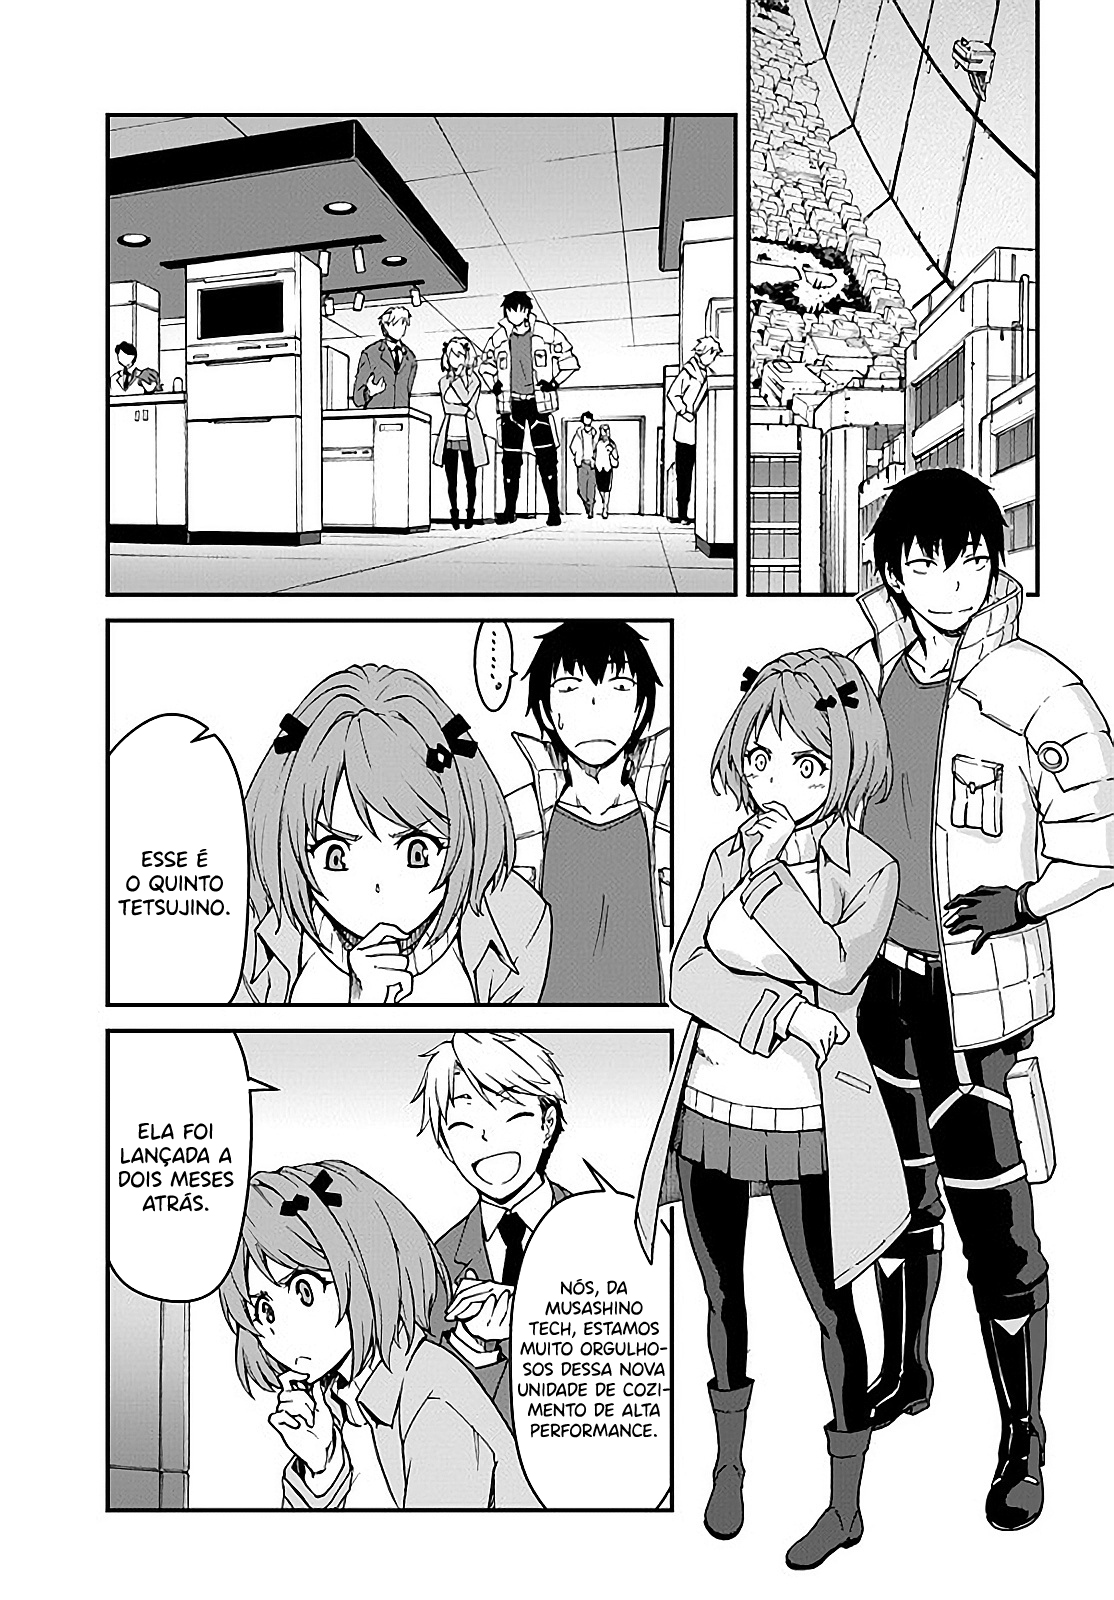 ESSE É
O QUINTO
TETSUJINO.
ELA FOI
LANÇADA A
DOIS MESES
ATRÁS.
NÓS, DA
MUSASHINO
TECH, ESTAMOS
MUITO ORGULHO-
SOS DESSA NOVA
UNIDADE DE COZI-
MENTO DE ALTA
PERFORMANCE.